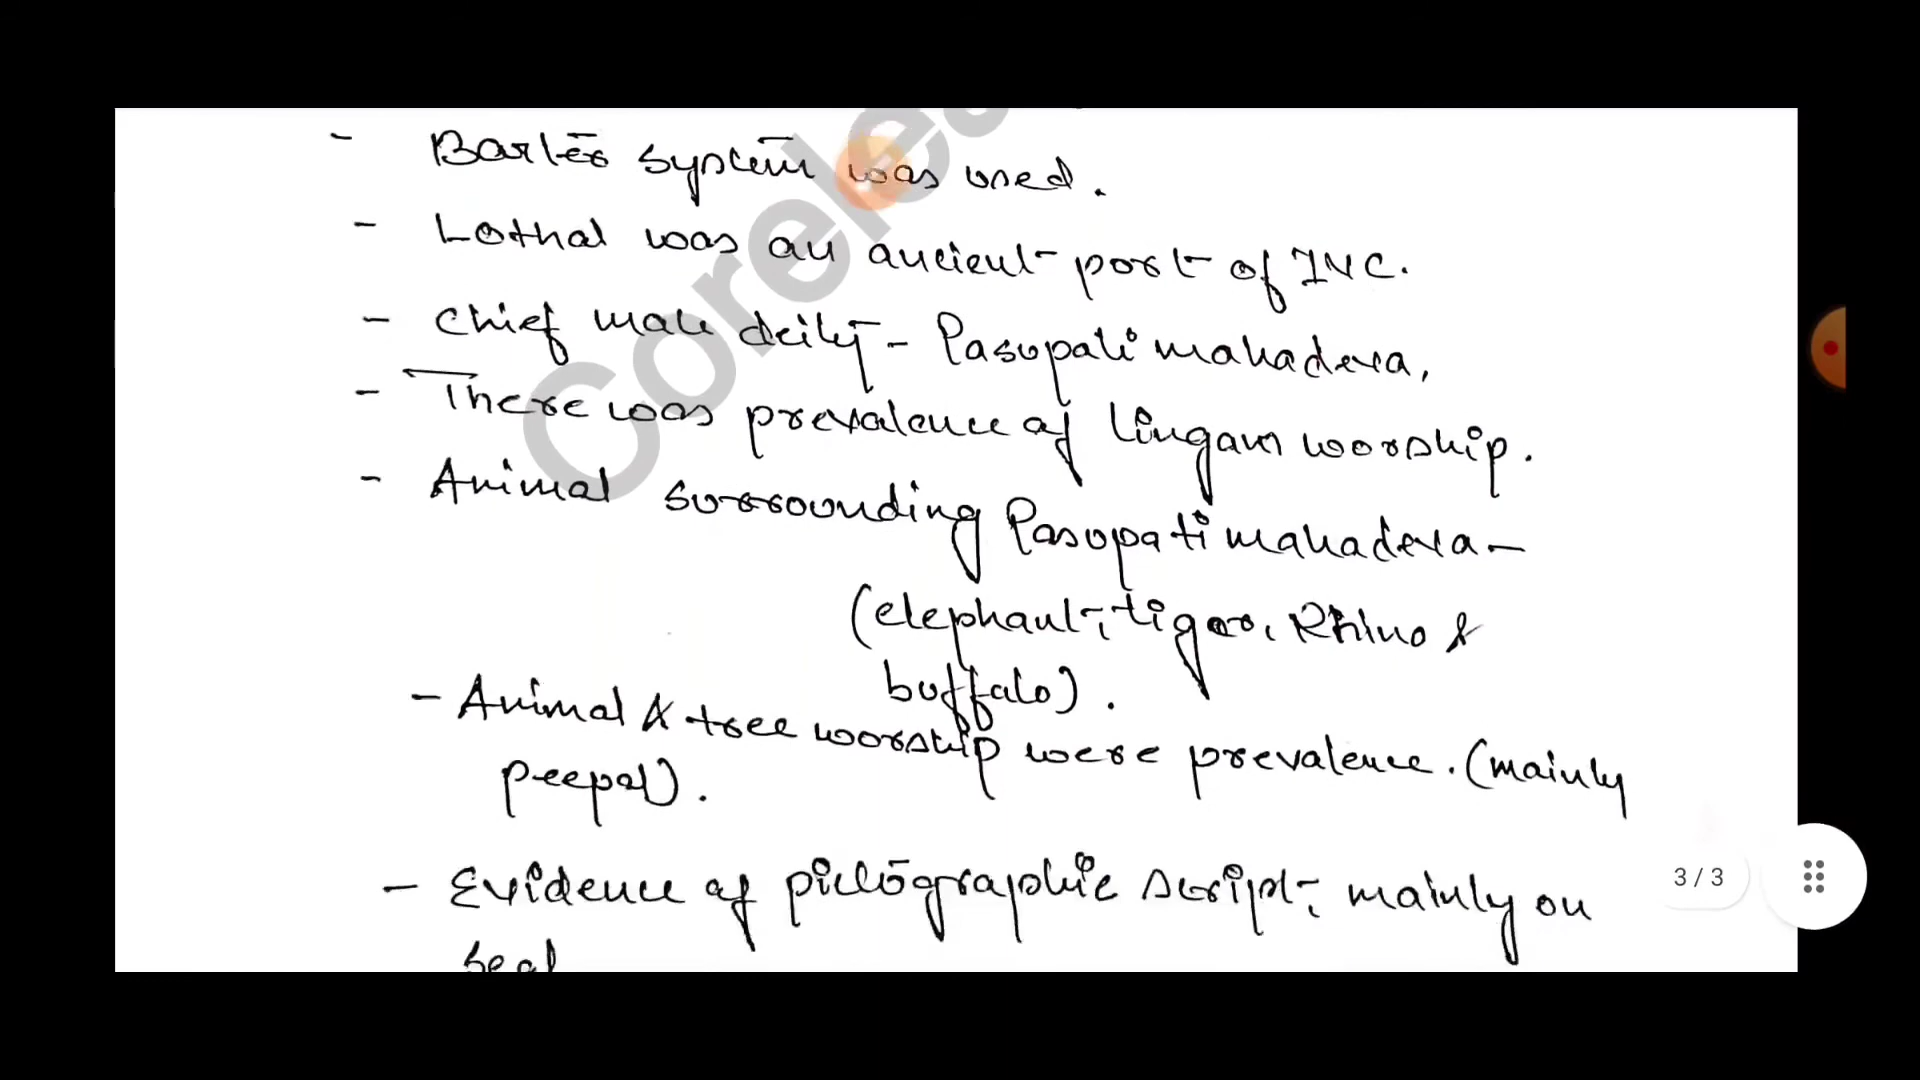 - Barter system was used.
- Lothal was an ancient port of IVC.
- Chief male deity - Pasupati mahadeva,
- There was prevalence of lingam worship.
- Animal surrounding Pasupati mahadeva -
(elephant, tiger, Rhino &
buffalo).
- Animal & tree worship were prevalence. (mainly
peepal).
- Evidence of pictographic script, mainly on
seal
3 / 3
Corelea